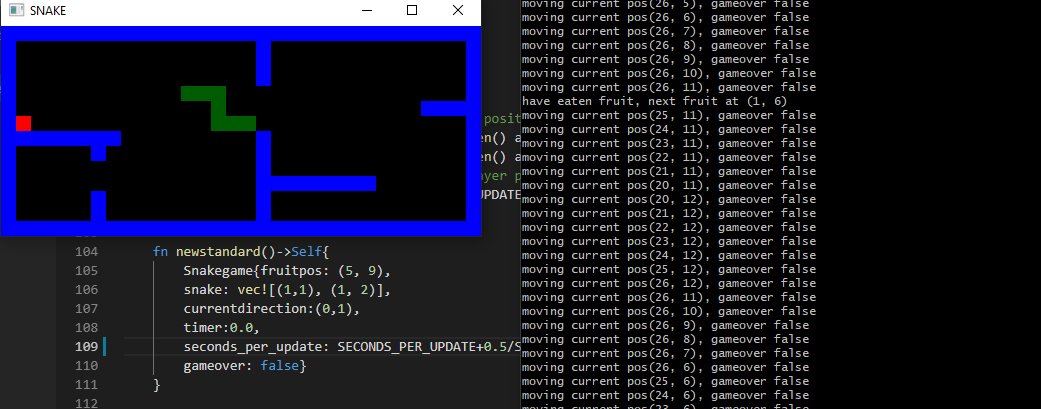 SNAKE
posit
en() a
en() a
ayer p
UPDATE
104 fn newstandard()->Self{
105 Snakegame{fruitpos: (5, 9),
106 snake: vec![(1,1), (1, 2)],
107 currentdirection:(0,1),
108 timer:0.0,
109 seconds_per_update: SECONDS_PER_UPDATE+0.5/S
110 gameover: false}
111 }
112
moving current pos(26, 5), gameover false
moving current pos(26, 6), gameover false
moving current pos(26, 7), gameover false
moving current pos(26, 8), gameover false
moving current pos(26, 9), gameover false
moving current pos(26, 10), gameover false
moving current pos(26, 11), gameover false
have eaten fruit, next fruit at (1, 6)
moving current pos(25, 11), gameover false
moving current pos(24, 11), gameover false
moving current pos(23, 11), gameover false
moving current pos(22, 11), gameover false
moving current pos(21, 11), gameover false
moving current pos(20, 11), gameover false
moving current pos(20, 12), gameover false
moving current pos(21, 12), gameover false
moving current pos(22, 12), gameover false
moving current pos(23, 12), gameover false
moving current pos(24, 12), gameover false
moving current pos(25, 12), gameover false
moving current pos(26, 12), gameover false
moving current pos(26, 11), gameover false
moving current pos(26, 10), gameover false
moving current pos(26, 9), gameover false
moving current pos(26, 8), gameover false
moving current pos(26, 7), gameover false
moving current pos(26, 6), gameover false
moving current pos(25, 6), gameover false
moving current pos(24, 6), gameover false
moving current pos(23, 6), gameover false